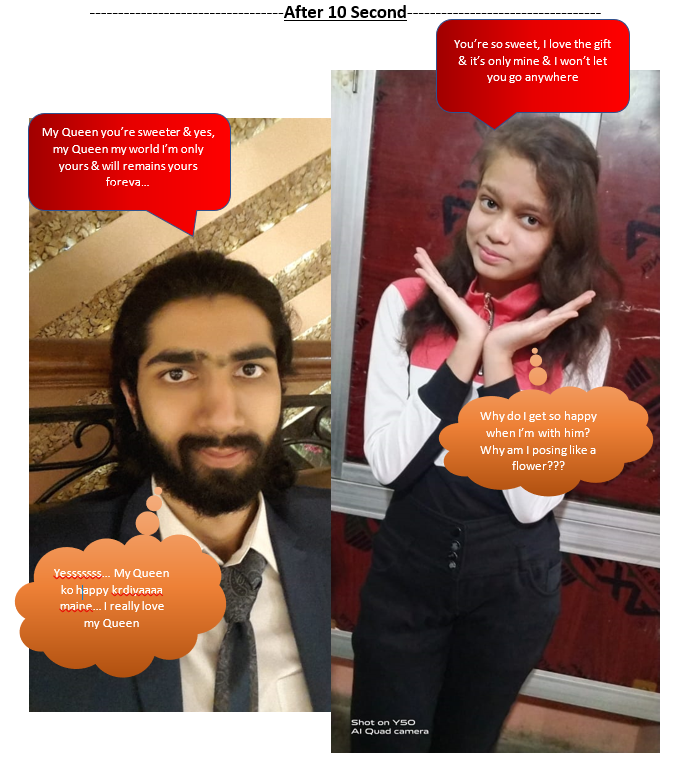 ---------------------------------After 10 Second---------------------------------
You're so sweet, I love the gift
& it's only mine & I won't let
you go anywhere
My Queen you're sweeter & yes,
my Queen my world I'm only
yours & will remains yours
foreva...
Why do I get so happy
when I'm with him?
Why am I posing like a
flower???
Yesssssss... My Queen
ko happy krdiyaaaa
maine... I really love
my Queen
Shot on Y50
AI Quad camera